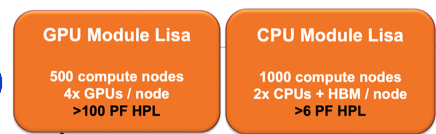 GPU Module Lisa
500 compute nodes
4x GPUs / node
>100 PF HPL
CPU Module Lisa
1000 compute nodes
2x CPUs + HBM / node
>6 PF HPL